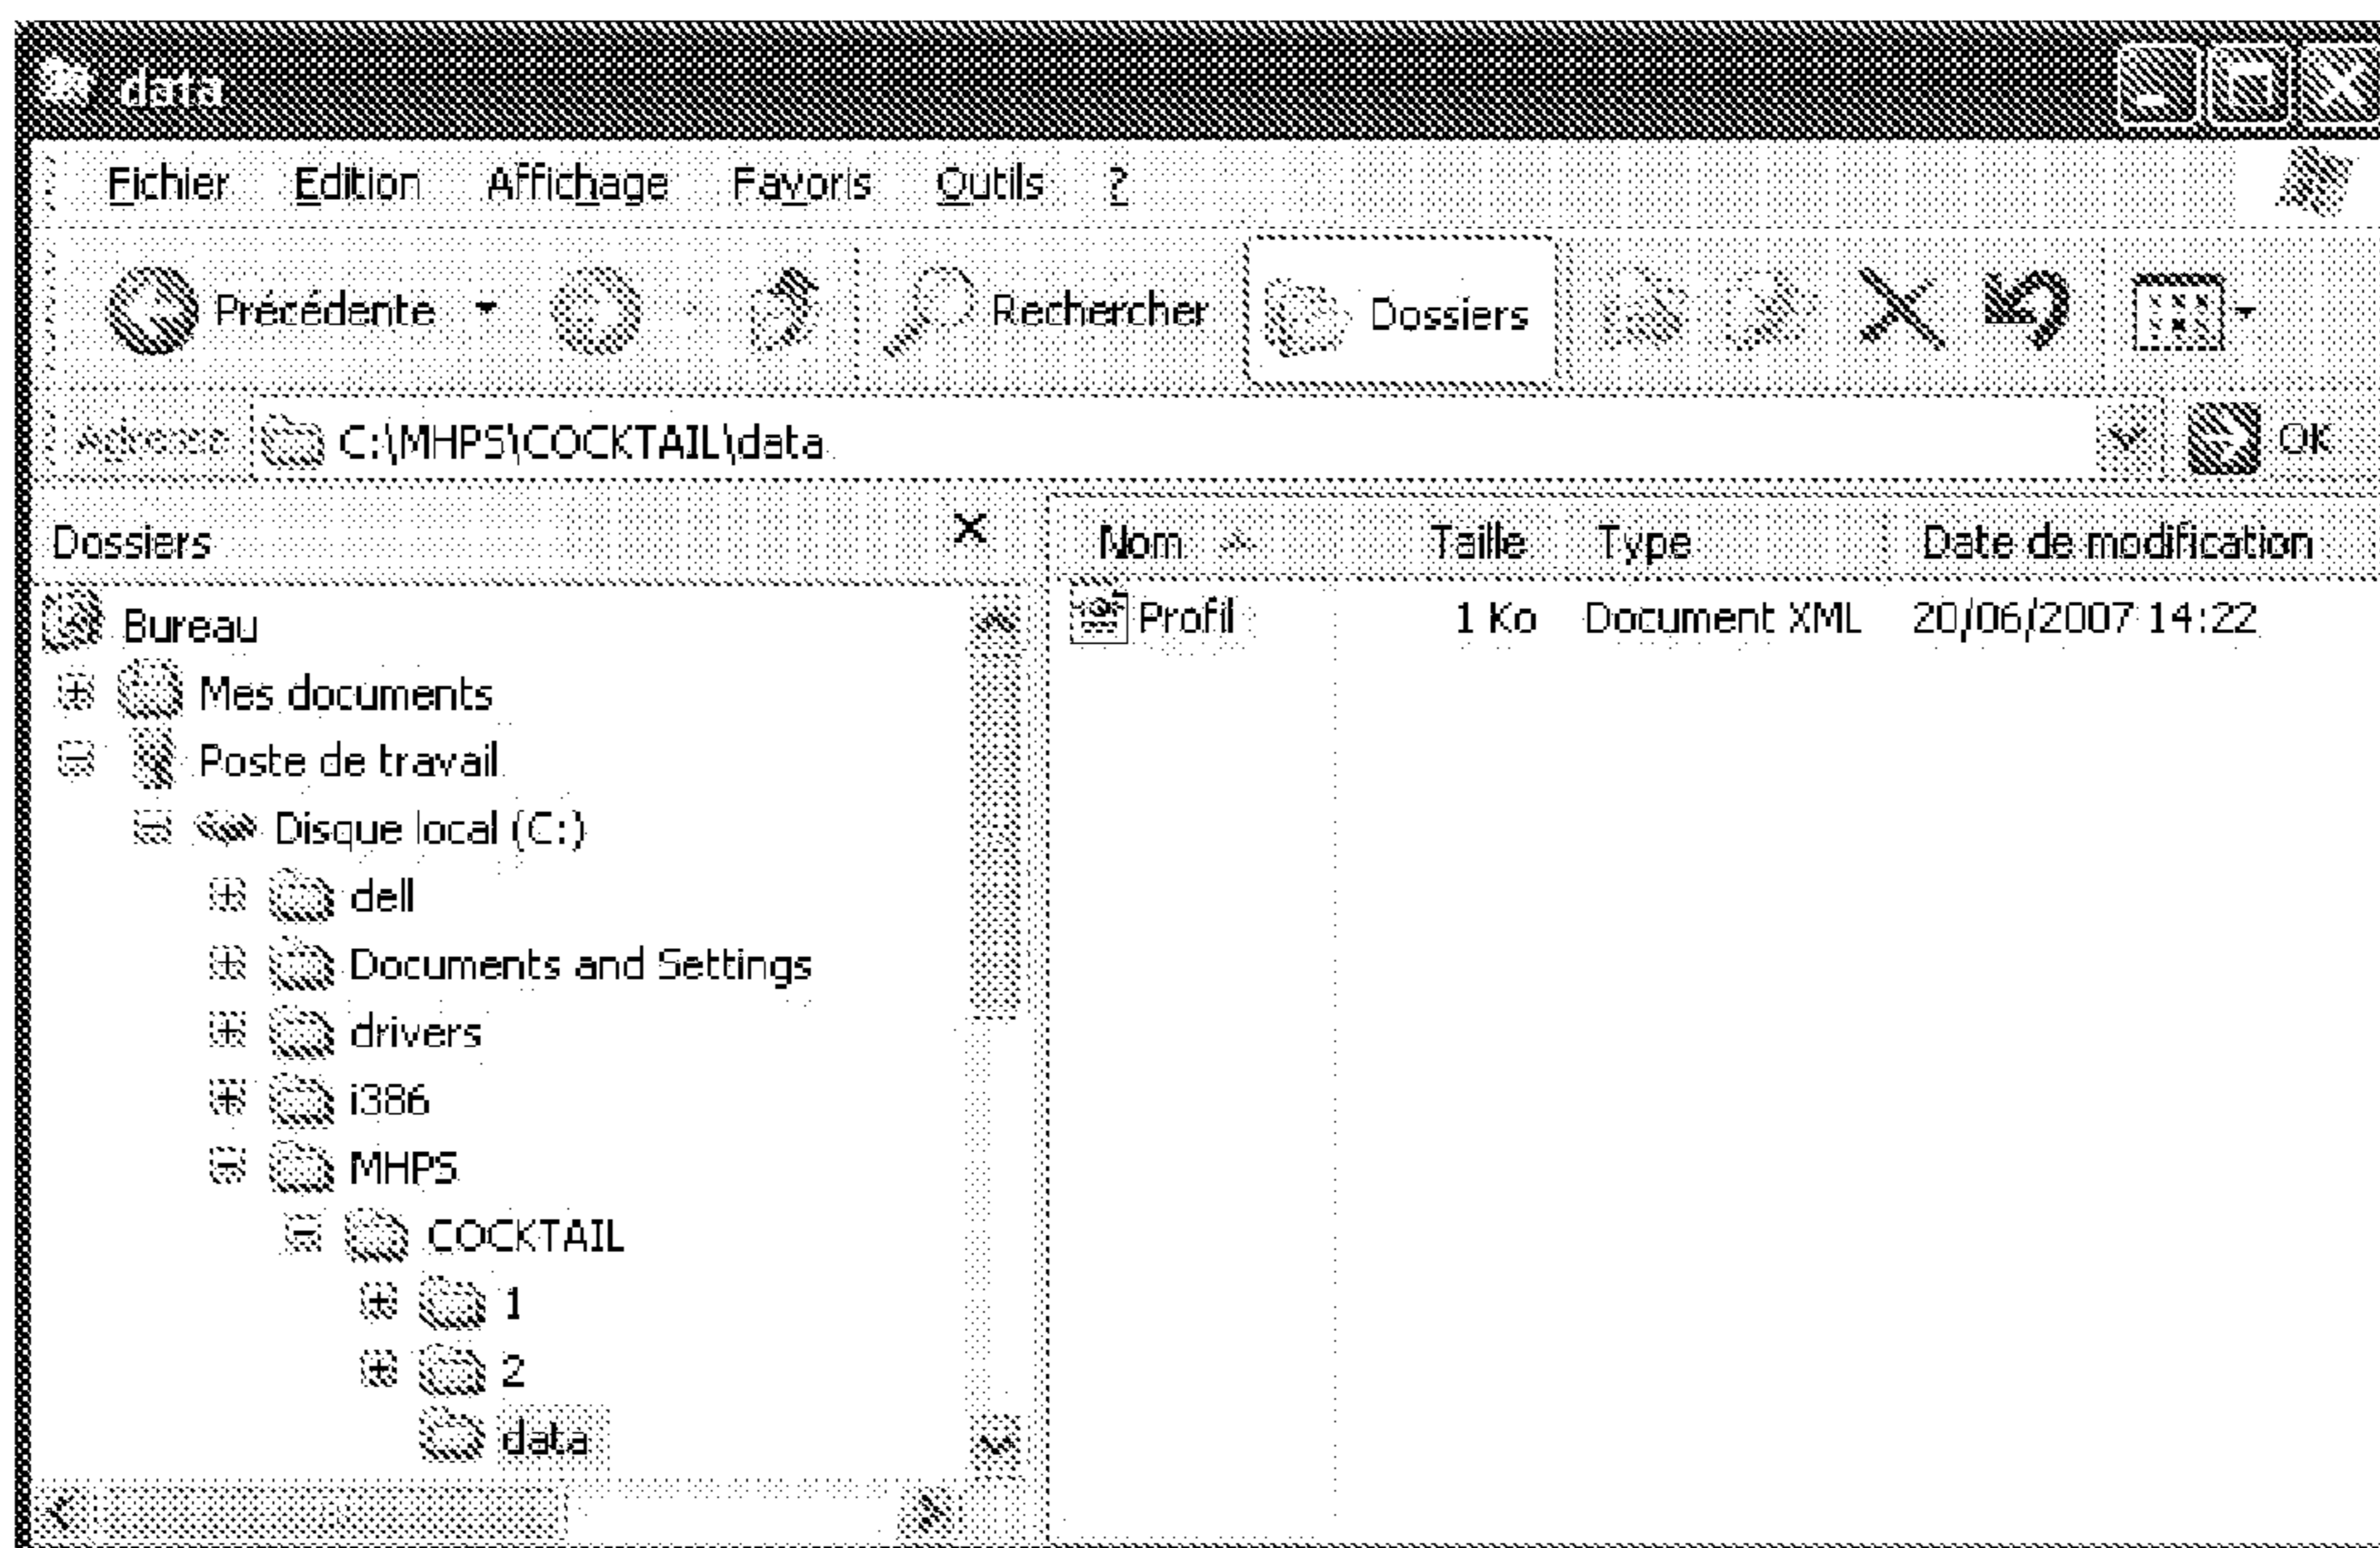 data
Fichier Edition Affichage Favoris Outils ?
Précédente Rechercher Dossiers
Adresse C:\MHPS\COCKTAIL\data OK
Dossiers
Nom Taille Type Date de modification
Bureau
Profil 1 Ko Document XML 20/06/2007 14:22
Mes documents
Poste de travail
Disque local (C:)
dell
Documents and Settings
drivers
i386
MHPS
COCKTAIL
1
2
data